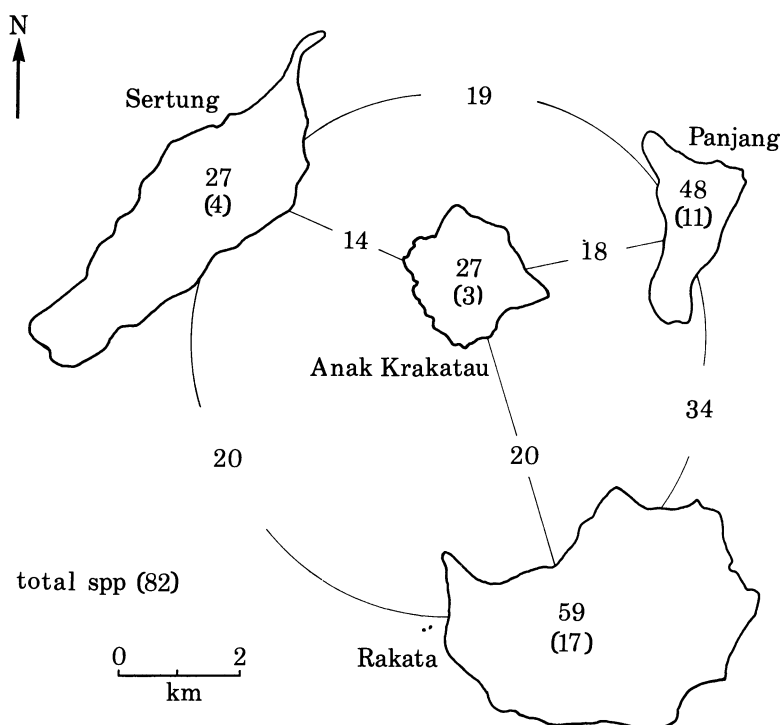 N
Sertung
19
Panjang
27
(4)
48
(11)
14
27
(3)
18
Anak Krakatau
34
20
20
total spp (82)
59
(17)
0 2
km
Rakata